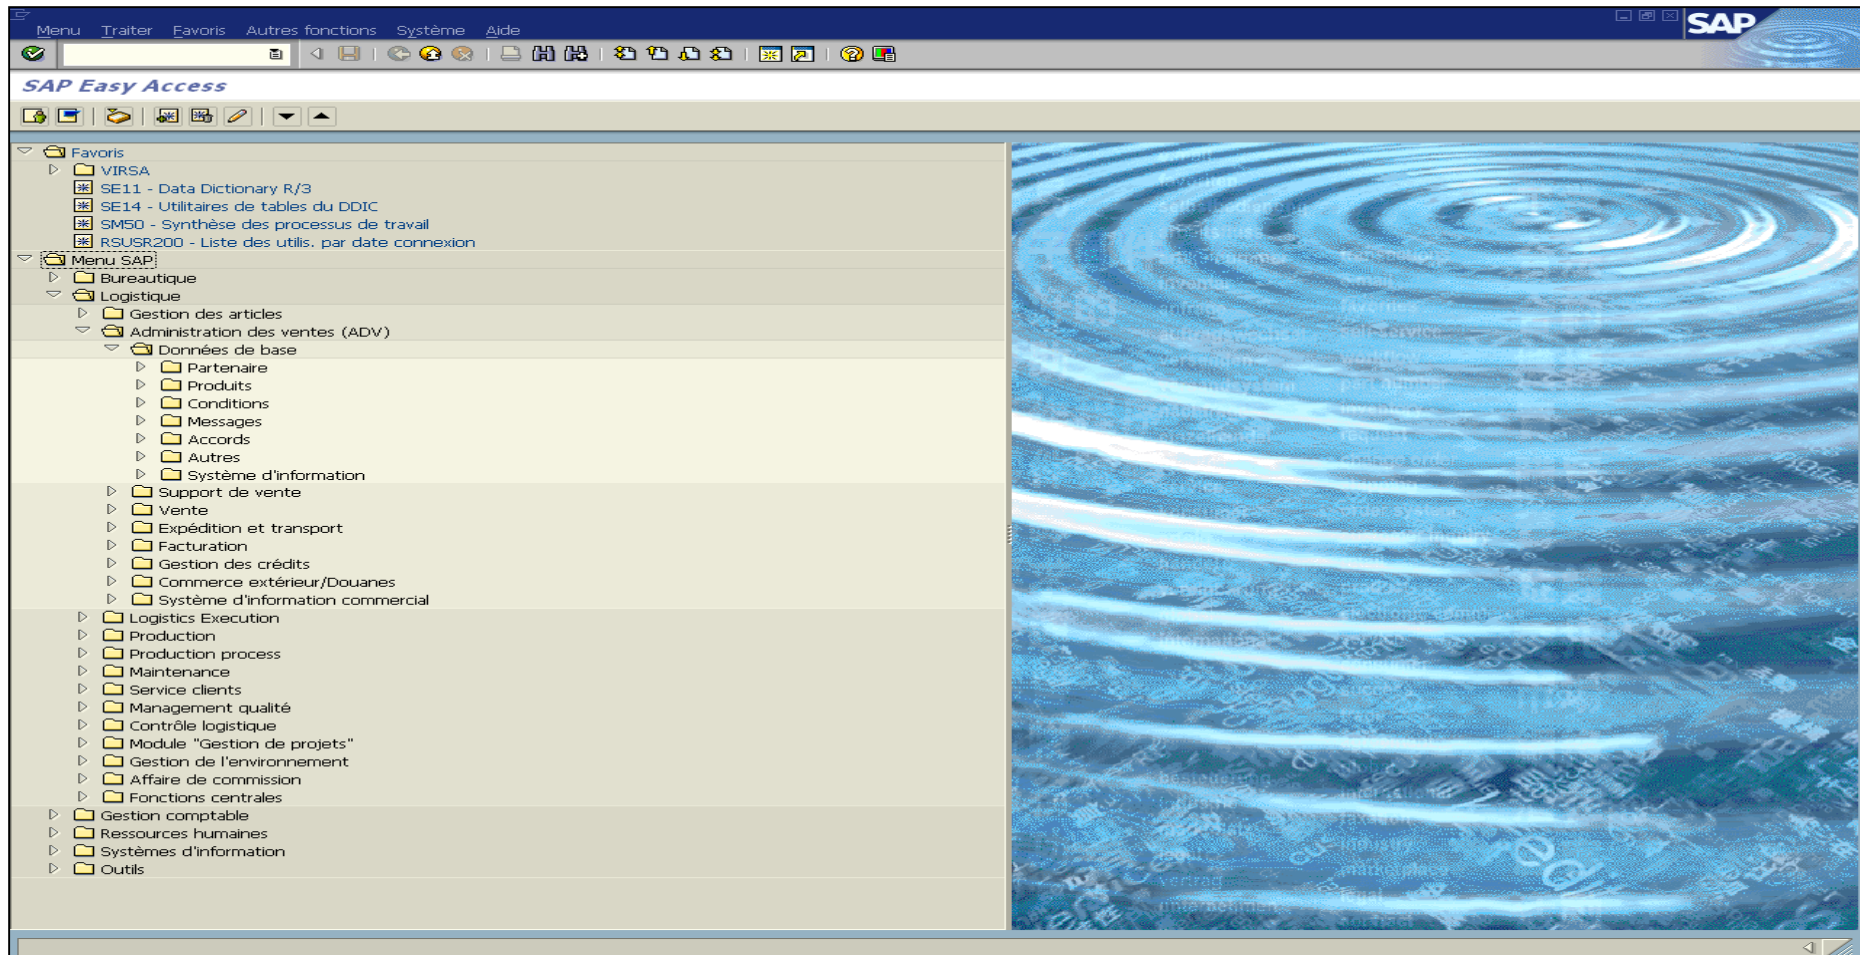 Menu Traiter Favoris Autres fonctions Système Aide
SAP
SAP Easy Access
Favoris
VIRSA
SE11 - Data Dictionary R/3
SE14 - Utilitaires de tables du DDIC
SM50 - Synthèse des processus de travail
RSUSR200 - Liste des utilis. par date connexion
Menu SAP
Bureautique
Logistique
Gestion des articles
Administration des ventes (ADV)
Données de base
Partenaire
Produits
Conditions
Messages
Accords
Autres
Système d'information
Support de vente
Vente
Expédition et transport
Facturation
Gestion des crédits
Commerce extérieur/Douanes
Système d'information commercial
Logistics Execution
Production
Production process
Maintenance
Service clients
Management qualité
Contrôle logistique
Module "Gestion de projets"
Gestion de l'environnement
Affaire de commission
Fonctions centrales
Gestion comptable
Ressources humaines
Systèmes d'information
Outils